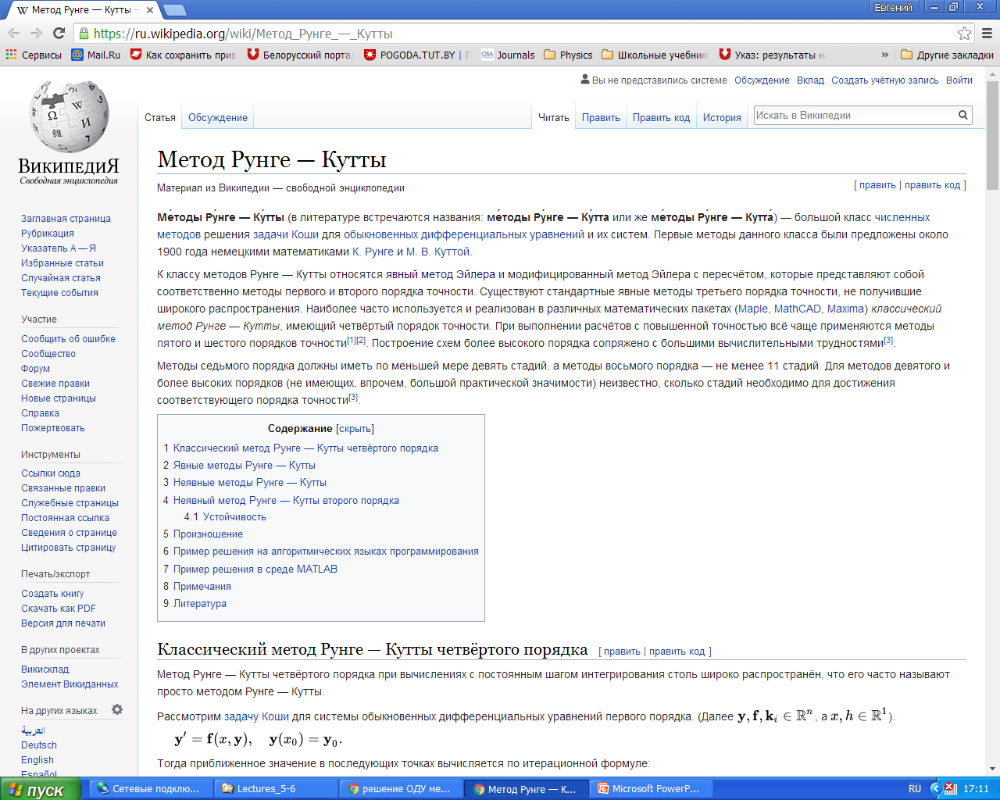 Метод Рунге — Кутты —
Евгений
https://ru.wikipedia.org/wiki/Метод_Рунге_—_Кутты
Сервисы Mail.Ru Как сохранить прив Белорусский порта POGODA.TUT.BY | Journals Physics Школьные учебник Указ: результаты » Другие закладки
Вы не представились системе Обсуждение Вклад Создать учётную запись Войти
Статья Обсуждение Читать Править Править код История Искать в Википедии
ВикипедиЯ
Свободная энциклопедия
Заглавная страница
Рубрикация
Указатель А — Я
Избранные статьи
Случайная статья
Текущие события
Участие
Сообщить об ошибке
Сообщество
Форум
Свежие правки
Новые страницы
Справка
Пожертвовать
Инструменты
Ссылки сюда
Связанные правки
Служебные страницы
Постоянная ссылка
Сведения о странице
Цитировать страницу
Печать/экспорт
Создать книгу
Скачать как PDF
Версия для печати
В других проектах
Викисклад
Элемент Викиданных
На других языках
العربية
Deutsch
English
Español
Метод Рунге — Кутты
Материал из Википедии — свободной энциклопедии
[ править | править код ]
Ме́тоды Ру́нге — Ку́тты (в литературе встречаются названия: ме́тоды Ру́нге — Ку́тта или же ме́тоды Ру́нге — Кутта́) — большой класс численных
методов решения задачи Коши для обыкновенных дифференциальных уравнений и их систем. Первые методы данного класса были предложены около
1900 года немецкими математиками К. Рунге и М. В. Куттой.
К классу методов Рунге — Кутты относятся явный метод Эйлера и модифицированный метод Эйлера с пересчётом, которые представляют собой
соответственно методы первого и второго порядка точности. Существуют стандартные явные методы третьего порядка точности, не получившие
широкого распространения. Наиболее часто используется и реализован в различных математических пакетах (Maple, MathCAD, Maxima) классический
метод Рунге — Кутты, имеющий четвёртый порядок точности. При выполнении расчётов с повышенной точностью всё чаще применяются методы
пятого и шестого порядков точности[1][2]. Построение схем более высокого порядка сопряжено с большими вычислительными трудностями[3].
Методы седьмого порядка должны иметь по меньшей мере девять стадий, а методы восьмого порядка — не менее 11 стадий. Для методов девятого и
более высоких порядков (не имеющих, впрочем, большой практической значимости) неизвестно, сколько стадий необходимо для достижения
соответствующего порядка точности[3].
Содержание [скрыть]
1 Классический метод Рунге — Кутты четвёртого порядка
2 Явные методы Рунге — Кутты
3 Неявные методы Рунге — Кутты
4 Неявный метод Рунге — Кутты второго порядка
4.1 Устойчивость
5 Произношение
6 Пример решения на алгоритмических языках программирования
7 Пример решения в среде MATLAB
8 Примечания
9 Литература
Классический метод Рунге — Кутты четвёртого порядка [ править | править код ]
Метод Рунге — Кутты четвёртого порядка при вычислениях с постоянным шагом интегрирования столь широко распространён, что его часто называют
просто методом Рунге — Кутты.
Рассмотрим задачу Коши для системы обыкновенных дифференциальных уравнений первого порядка. (Далее y, f, kᵢ ∈ ℝⁿ, а x, h ∈ ℝ¹).
y′ = f(x, y), y(x₀) = y₀.
Тогда приближенное значение в последующих точках вычисляется по итерационной формуле:
пуск Сетевые подклю... Lectures_5-6 решение ОДУ ме... Метод Рунге — К... Microsoft PowerP... RU 17:11